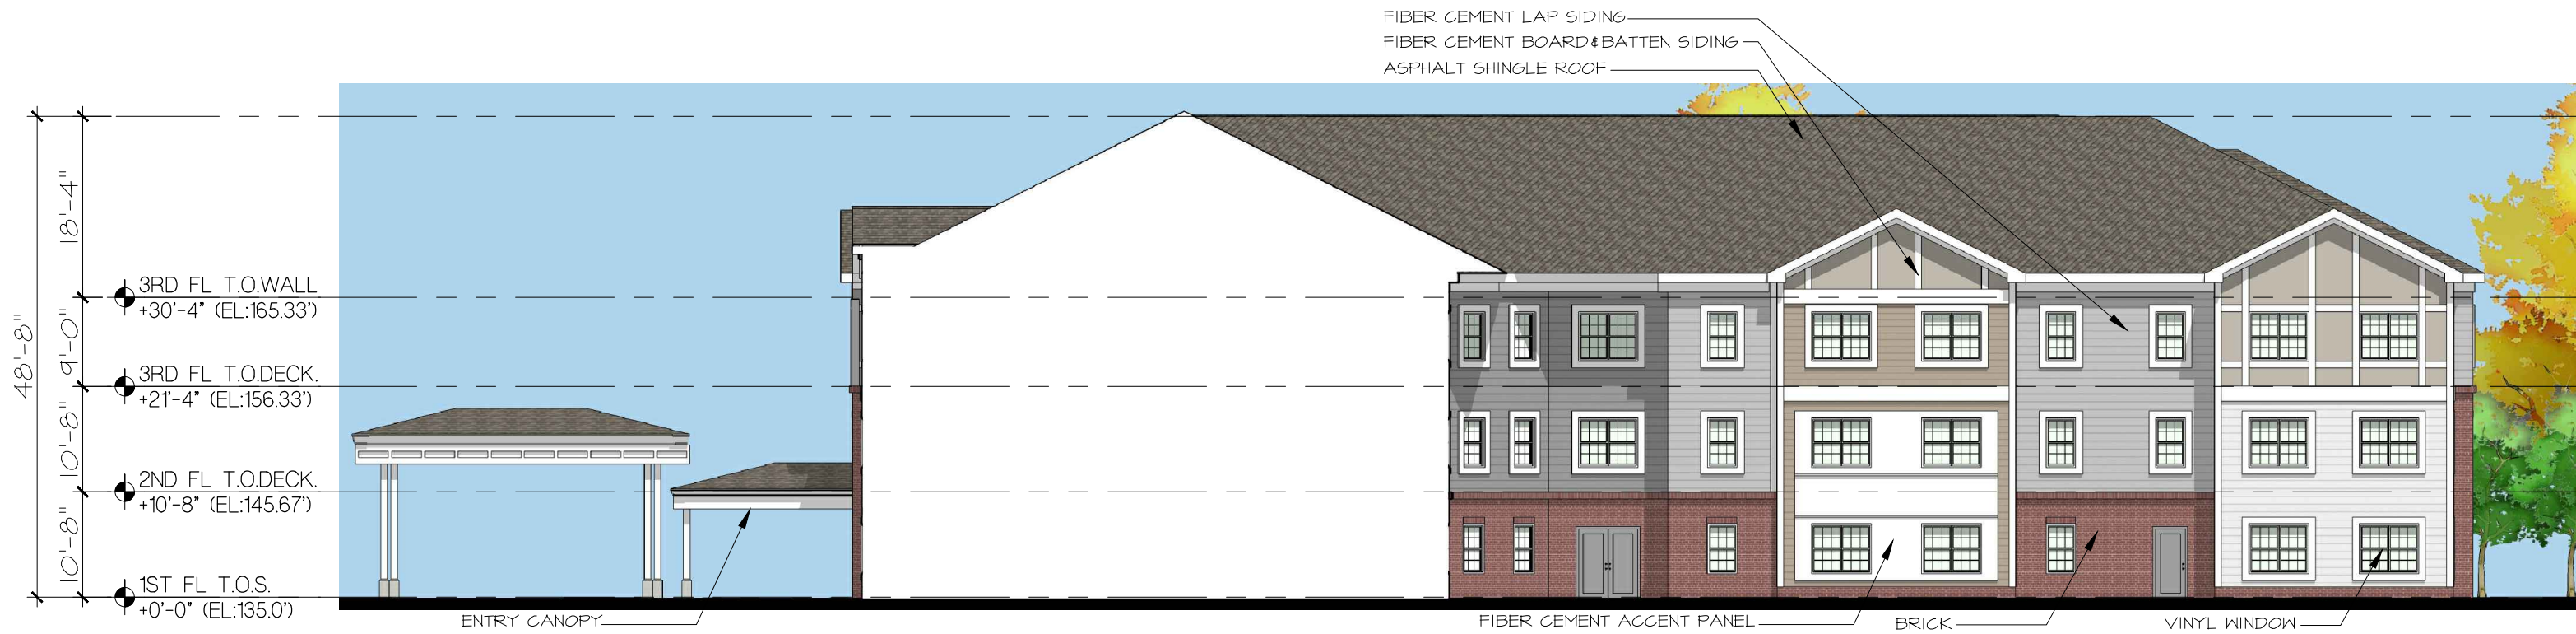 FIBER CEMENT LAP SIDING
FIBER CEMENT BOARD&BATTEN SIDING
ASPHALT SHINGLE ROOF
48'-8"
18'-4"
9'-0"
10'-8"
10'-8"
3RD FL T.O.WALL
+30'-4" (EL:165.33')
3RD FL T.O.DECK.
+21'-4" (EL:156.33')
2ND FL T.O.DECK.
+10'-8" (EL:145.67')
1ST FL T.O.S.
+0'-0" (EL:135.0')
ENTRY CANOPY
FIBER CEMENT ACCENT PANEL
BRICK
VINYL WINDOW